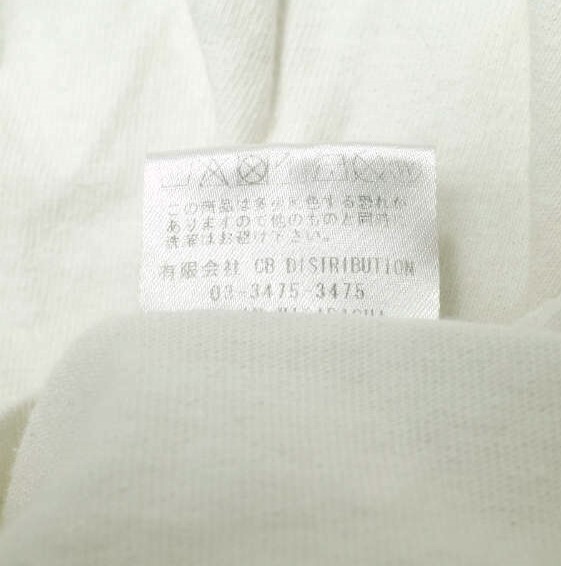 この商品は多少色する恐れが
ありますので他のものと同時に
洗濯はお避け下さい。
有限会社 CB DISTRIBUTION
03-3475-3475